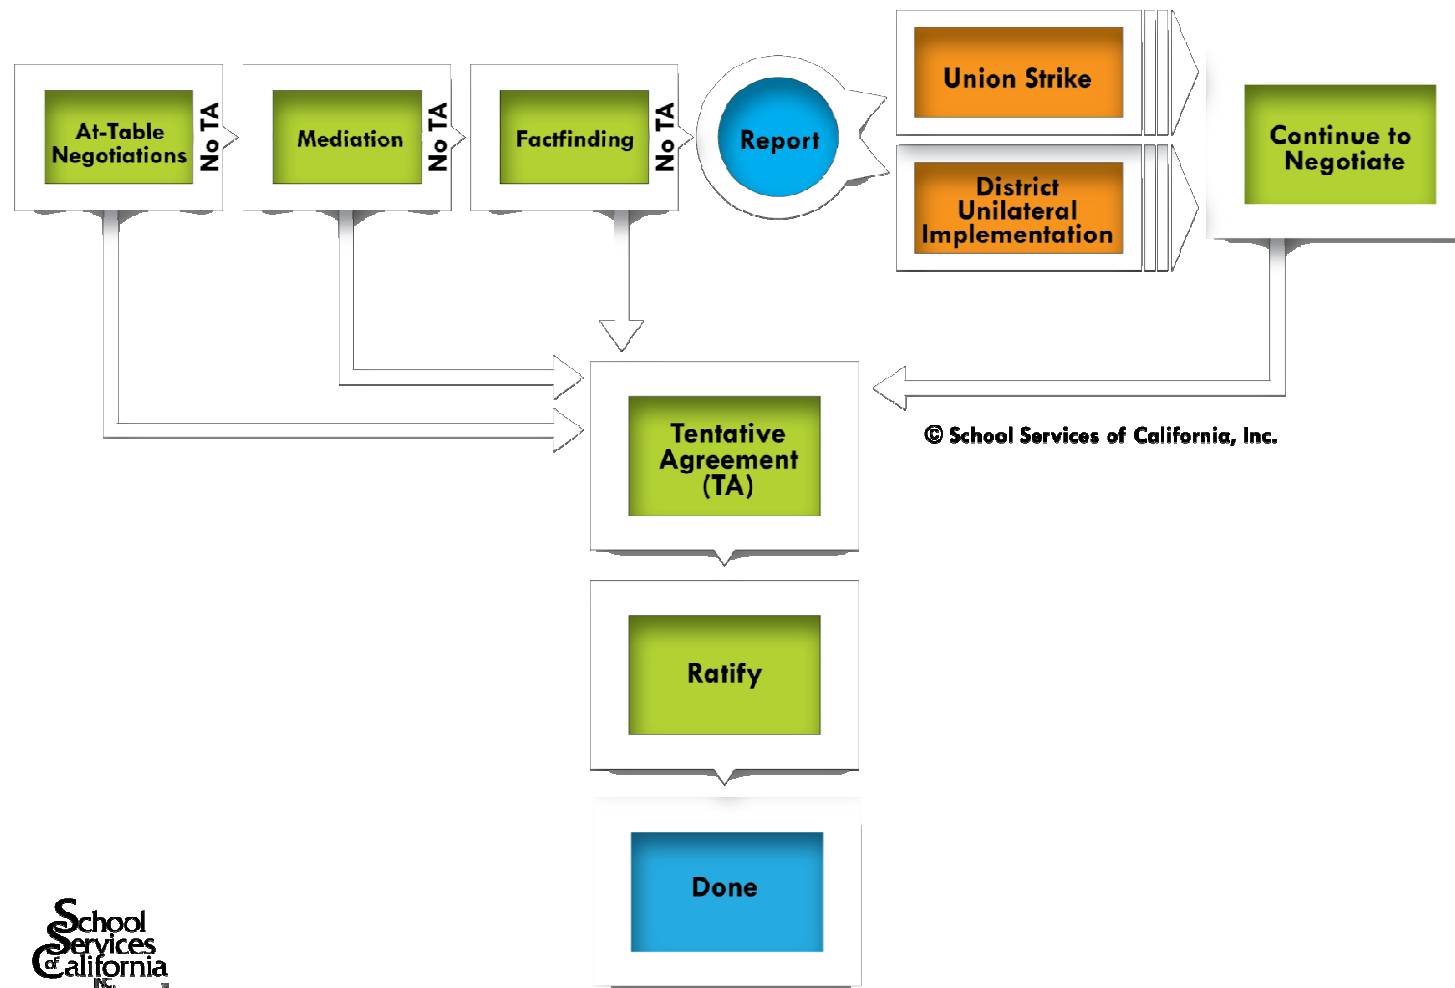 At-Table
Negotiations
No TA
Mediation
No TA
Factfinding
No TA
Report
Union Strike
District
Unilateral
Implementation
Continue to
Negotiate
Tentative
Agreement
(TA)
© School Services of California, Inc.
Ratify
Done
School
Services
of California
INC.